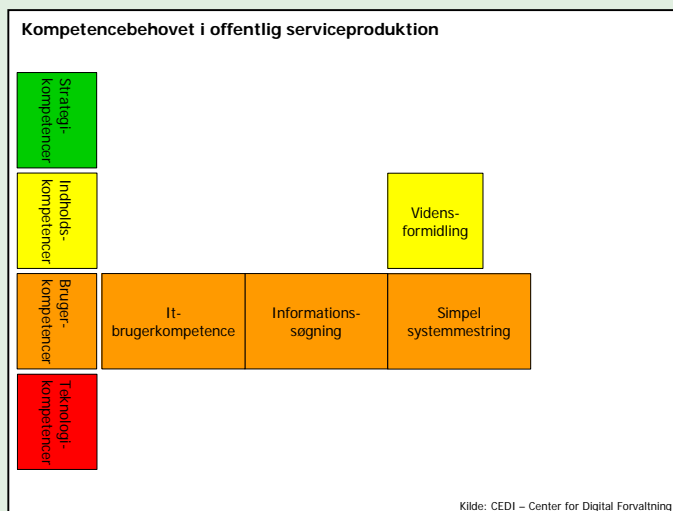 Kompetencebehovet i offentlig serviceproduktion
Strategi-
kompetencer
Indholds-
kompetencer
Videns-
formidling
Bruger-
kompetencer
It-
brugerkompetence
Informations-
søgning
Simpel
systemmestring
Teknologi-
kompetencer
Kilde: CEDI – Center for Digital Forvaltning